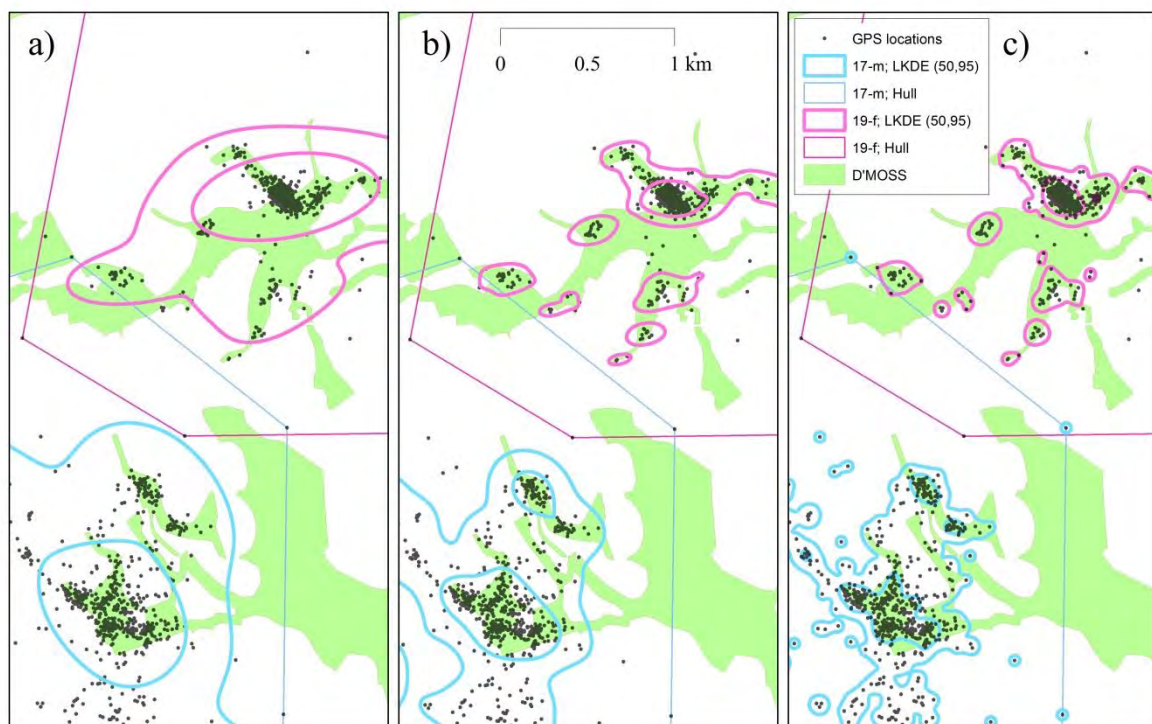 a)
b)
c)
0 0.5 1 km
GPS locations
17-m; LKDE (50,95)
17-m; Hull
19-f; LKDE (50,95)
19-f; Hull
D'MOSS